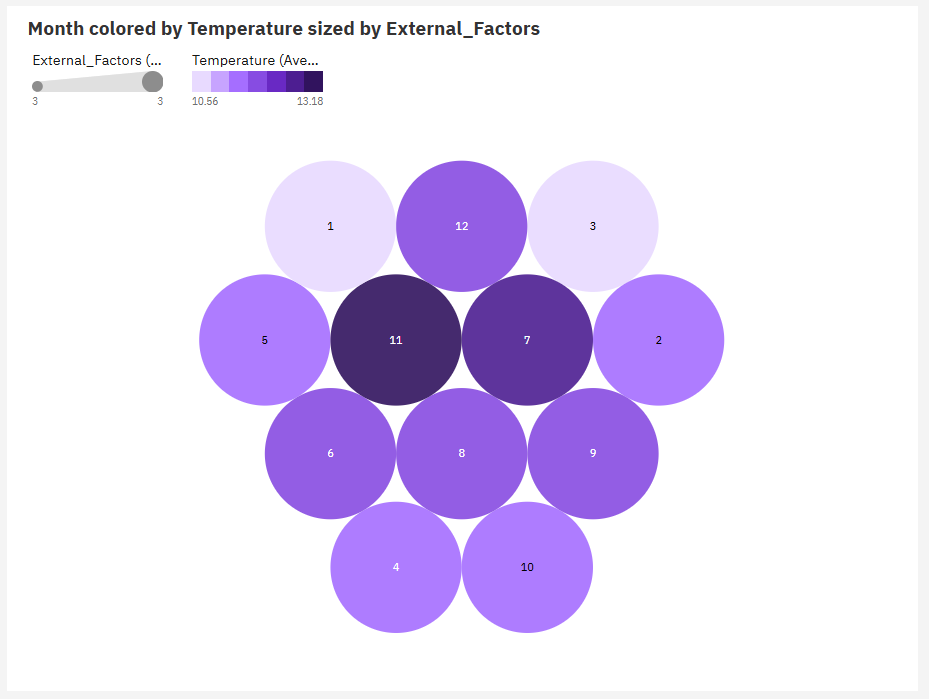 Month colored by Temperature sized by External_Factors
External_Factors (...
Temperature (Ave...
3 3
10.56 13.18
1 12 3
5 11 7 2
6 8 9
4 10